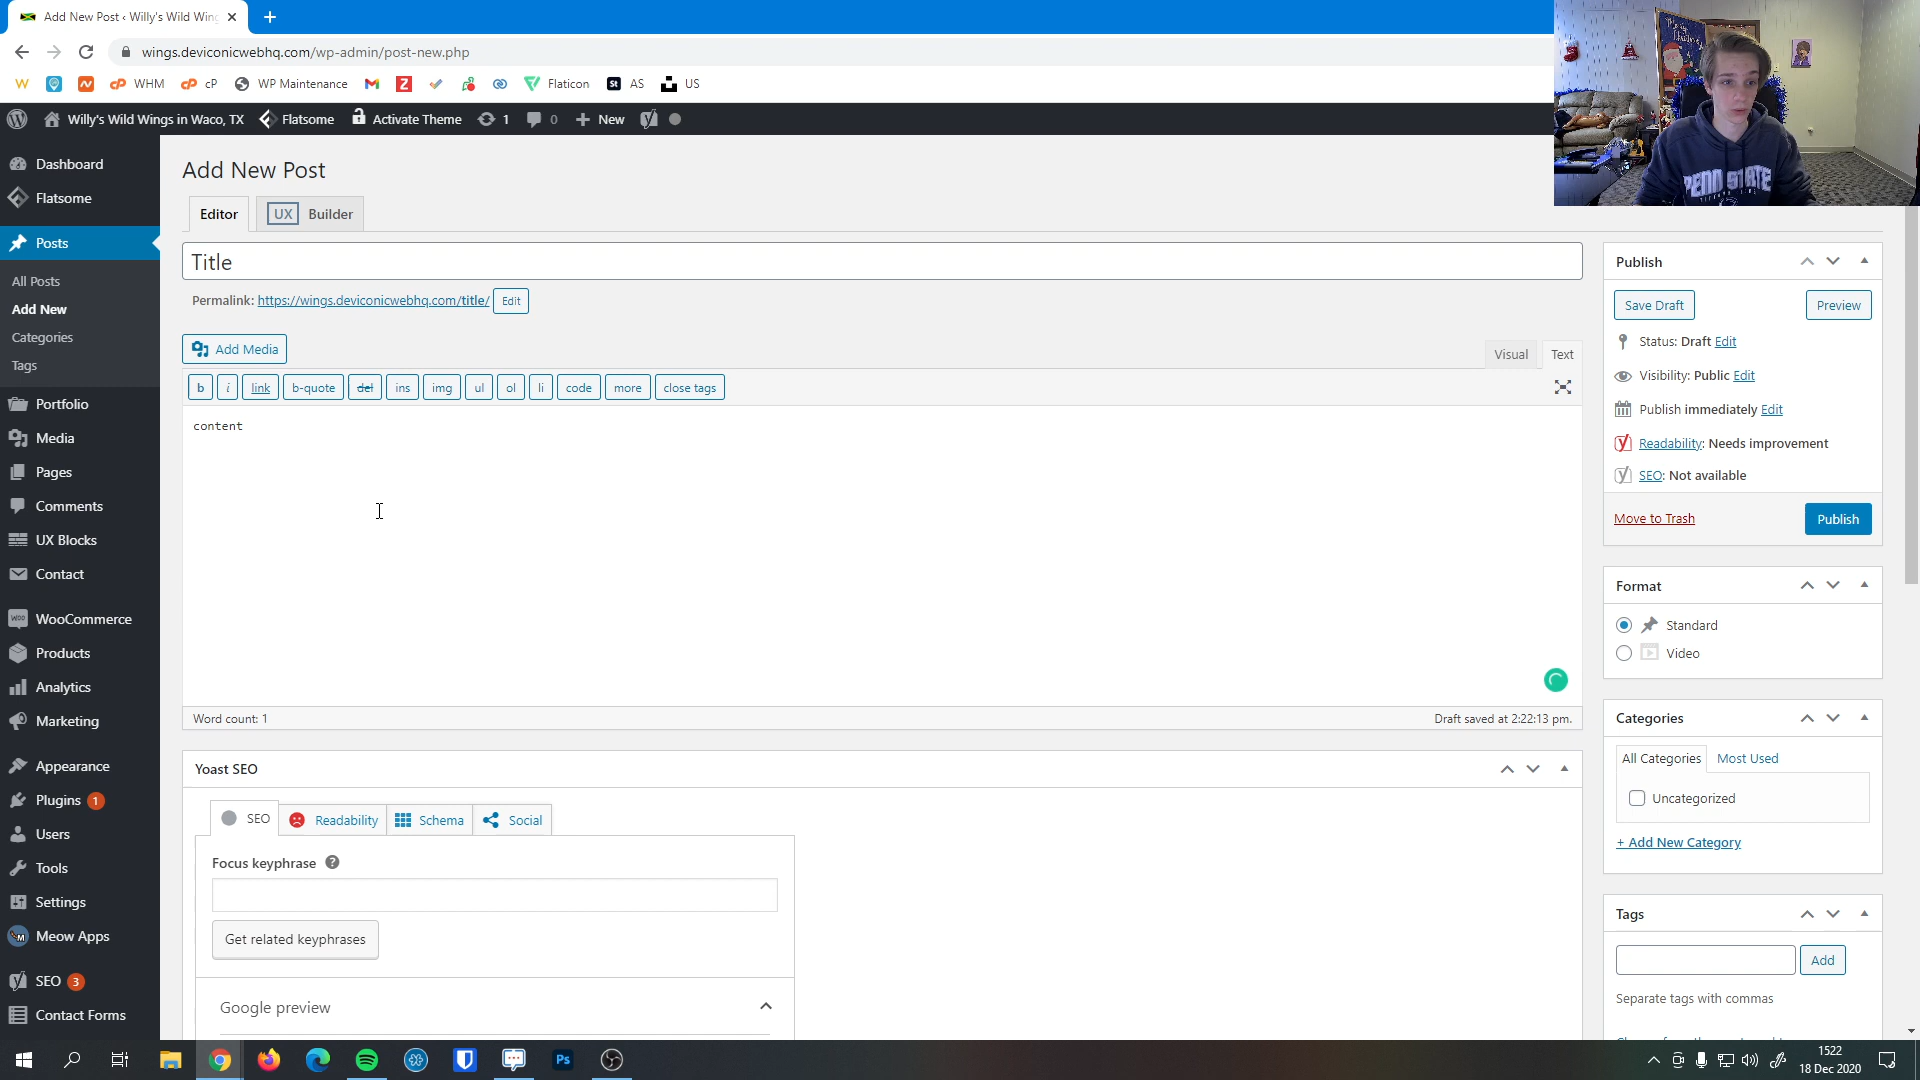 Add New Post ‹ Willy's Wild Win
wings.deviconicwebhq.com/wp-admin/post-new.php
WHM cP WP Maintenance Flaticon AS US
Willy's Wild Wings in Waco, TX Flatsome Activate Theme 1 0 New
Dashboard
Flatsome
Posts
All Posts
Add New
Categories
Tags
Portfolio
Media
Pages
Comments
UX Blocks
Contact
WooCommerce
Products
Analytics
Marketing
Appearance
Plugins 1
Users
Tools
Settings
Meow Apps
SEO 3
Contact Forms
Add New Post
Editor UX Builder
Title
Permalink: https://wings.deviconicwebhq.com/title/ Edit
Add Media
Visual Text
b i link b-quote del ins img ul ol li code more close tags
content
Word count: 1
Draft saved at 2:22:13 pm.
Yoast SEO
SEO Readability Schema Social
Focus keyphrase ?
Get related keyphrases
Google preview
Publish
Save Draft Preview
Status: Draft Edit
Visibility: Public Edit
Publish immediately Edit
Readability: Needs improvement
SEO: Not available
Move to Trash Publish
Format
Standard
Video
Categories
All Categories Most Used
Uncategorized
+ Add New Category
Tags
Add
Separate tags with commas
PENN STATE
1522
18 Dec 2020